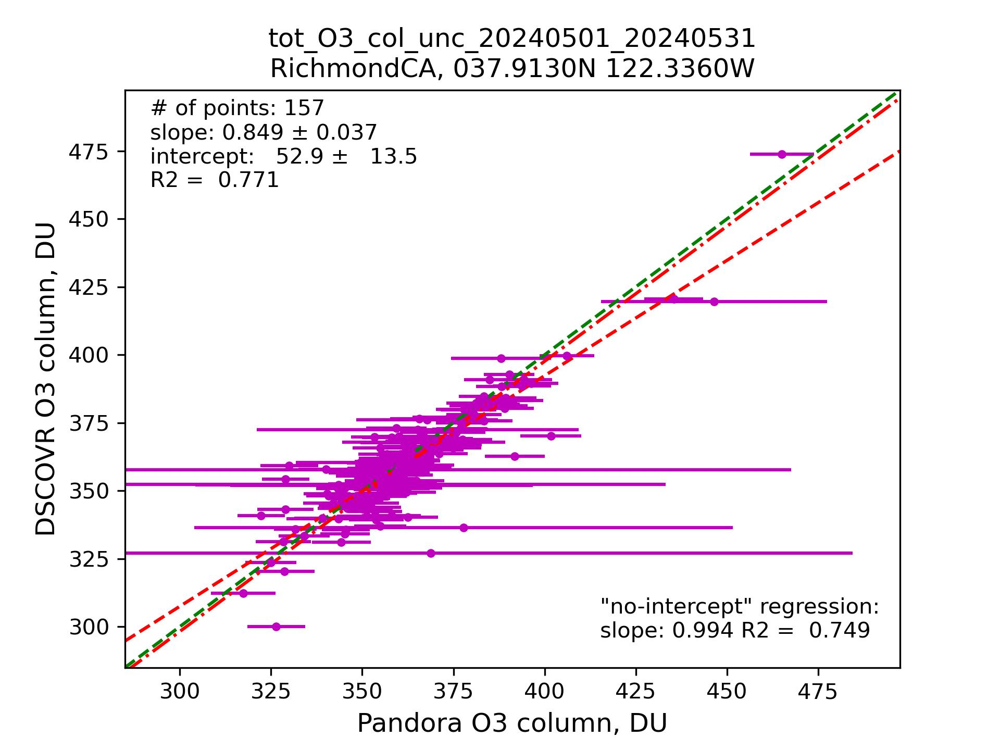 tot_O3_col_unc_20240501_20240531
RichmondCA, 037.9130N 122.3360W
# of points: 157
slope: 0.849 ± 0.037
intercept:   52.9 ±   13.5
R2 =  0.771
475
450
425
400
375
350
325
300
DSCOVR O3 column, DU
"no-intercept" regression:
slope: 0.994 R2 =  0.749
300 325 350 375 400 425 450 475
Pandora O3 column, DU